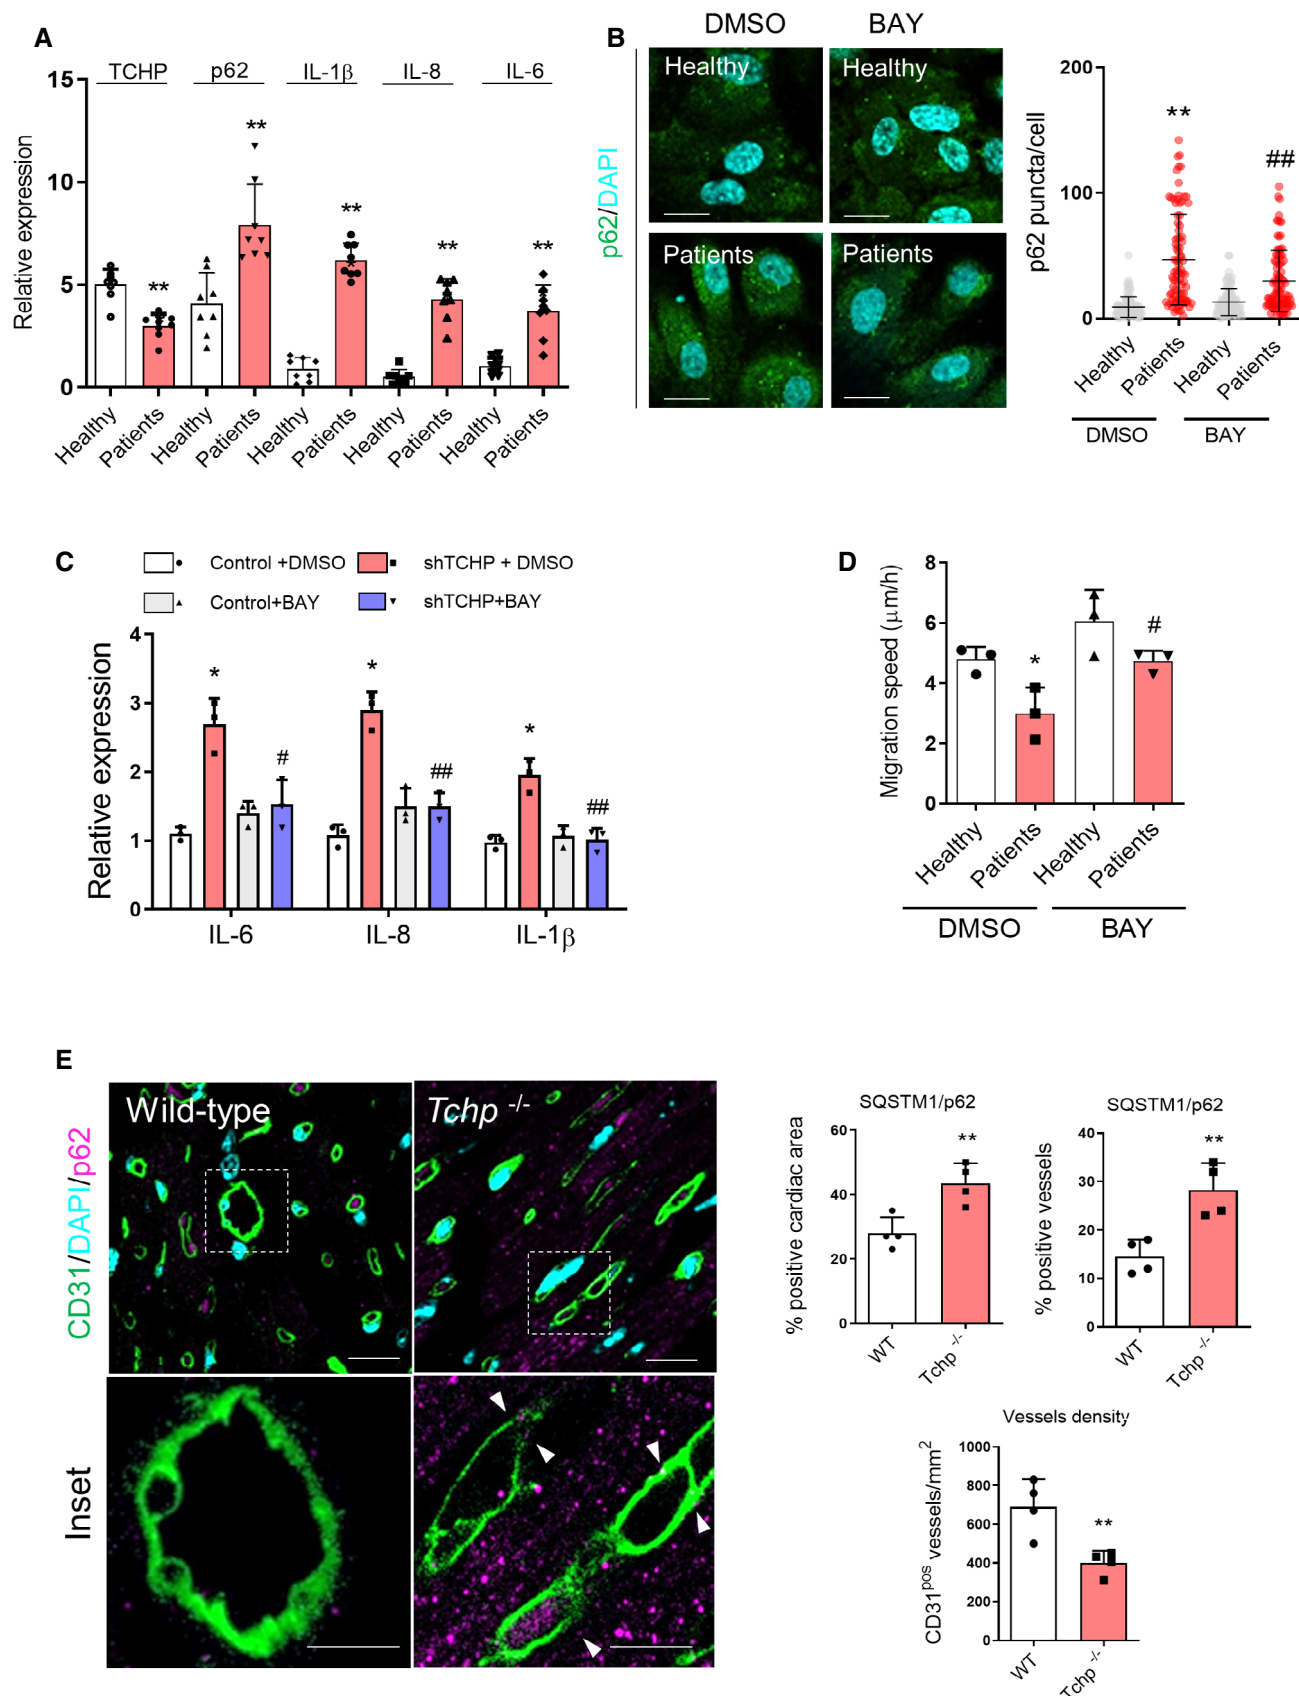 A
TCHP p62 IL-1β IL-8 IL-6
Relative expression
15
10
5
0
** ** ** ** **
Healthy Patients Healthy Patients Healthy Patients Healthy Patients Healthy Patients
B
DMSO BAY
p62/DAPI
Healthy Healthy
Patients Patients
p62 puncta/cell
200
100
0
** ##
Healthy Patients Healthy Patients
DMSO BAY
C
Control +DMSO shTCHP + DMSO
Control+BAY shTCHP+BAY
Relative expression
4
3
2
1
0
* # * ## * ##
IL-6 IL-8 IL-1β
D
Migration speed (μm/h)
8
6
4
2
0
* #
Healthy Patients Healthy Patients
DMSO BAY
E
CD31/DAPI/p62
Wild-type Tchp -/-
Inset
SQSTM1/p62
% positive cardiac area
60
40
20
0
**
WT Tchp -/-
SQSTM1/p62
% positive vessels
40
30
20
10
0
**
WT Tchp -/-
Vessels density
CD31pos vessels/mm2
1000
800
600
400
200
0
**
WT Tchp -/-